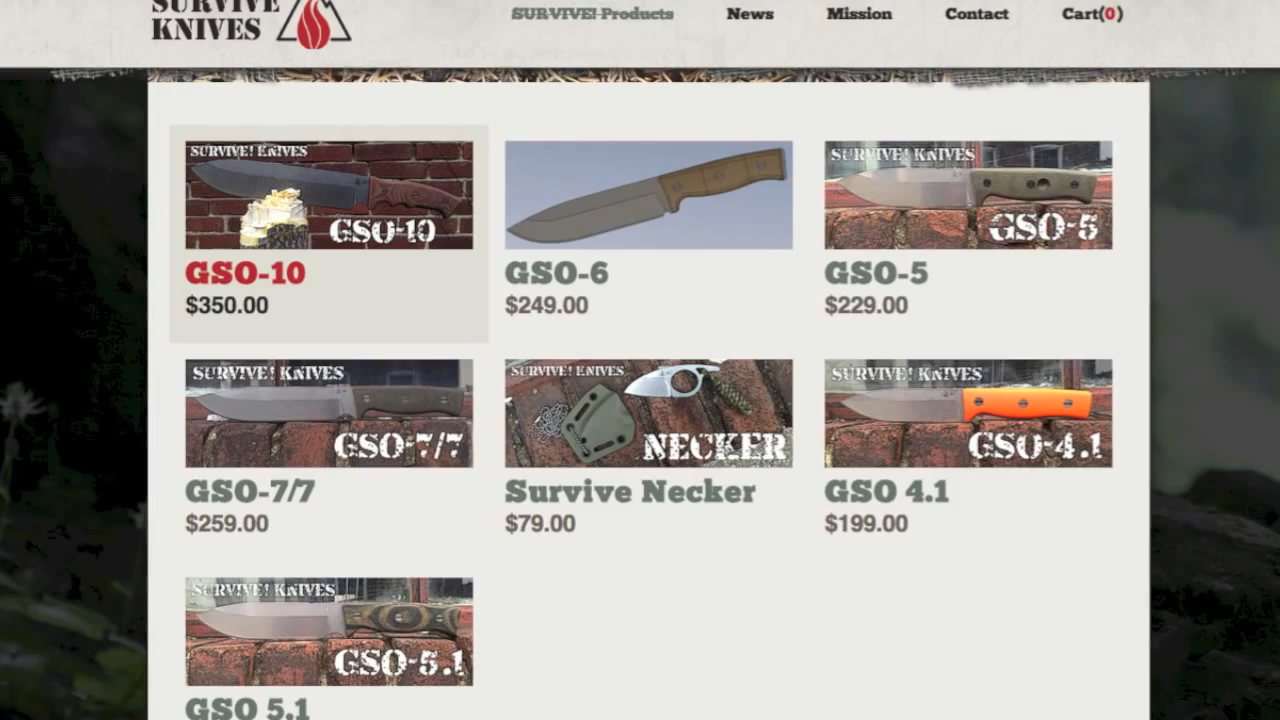 SURVIVE
KNIVES
SURVIVE! Products
News
Mission
Contact
Cart(0)
SURVIVE! KNIVES
GSO-10
GSO-10
$350.00
GSO-6
$249.00
SURVIVE! KNIVES
GSO-5
GSO-5
$229.00
SURVIVE! KNIVES
GSO-7/7
GSO-7/7
$259.00
SURVIVE! KNIVES
NECKER
Survive Necker
$79.00
SURVIVE! KNIVES
GSO-4.1
GSO 4.1
$199.00
SURVIVE! KNIVES
GSO-5.1
GSO 5.1